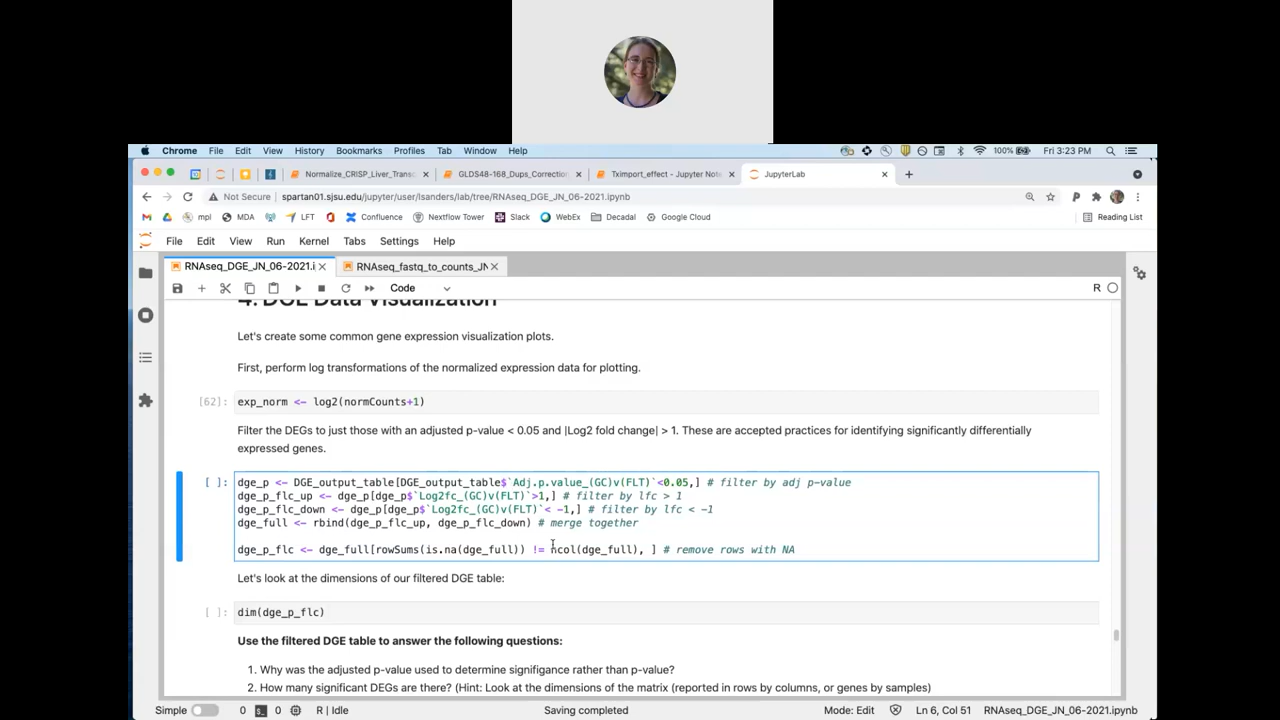 Chrome File Edit View History Bookmarks Profiles Tab Window Help 100% Fri 3:23 PM
Normalize_CRISP_Liver_Transc GLDS48-168_Dups_Correction Tximport_effect - Jupyter Not JupyterLab
Not Secure spartan01.sjsu.edu/jupyter/user/lsanders/lab/tree/RNAseq_DGE_JN_06-2021.ipynb
mpl MDA LFT Confluence Nextflow Tower Slack WebEx Decadal Google Cloud Reading List
File Edit View Run Kernel Tabs Settings Help
RNAseq_DGE_JN_06-2021.i RNAseq_fastq_to_counts_JN
Code R
4. DGE Data Visualization
Let's create some common gene expression visualization plots.
First, perform log transformations of the normalized expression data for plotting.
[62]: exp_norm <- log2(normCounts+1)
Filter the DEGs to just those with an adjusted p-value < 0.05 and |Log2 fold change| > 1. These are accepted practices for identifying significantly differentially
expressed genes.
[ ]: dge_p <- DGE_output_table[DGE_output_table$`Adj.p.value_(GC)v(FLT)`<0.05,] # filter by adj p-value
dge_p_flc_up <- dge_p[dge_p$`Log2fc_(GC)v(FLT)`>1,] # filter by lfc > 1
dge_p_flc_down <- dge_p[dge_p$`Log2fc_(GC)v(FLT)`< -1,] # filter by lfc < -1
dge_full <- rbind(dge_p_flc_up, dge_p_flc_down) # merge together
dge_p_flc <- dge_full[rowSums(is.na(dge_full)) != ncol(dge_full), ] # remove rows with NA
Let's look at the dimensions of our filtered DGE table:
[ ]: dim(dge_p_flc)
Use the filtered DGE table to answer the following questions:
1. Why was the adjusted p-value used to determine signifigance rather than p-value?
2. How many significant DEGs are there? (Hint: Look at the dimensions of the matrix (reported in rows by columns, or genes by samples)
Simple 0 0 R | Idle Saving completed Mode: Edit Ln 6, Col 51 RNAseq_DGE_JN_06-2021.ipynb